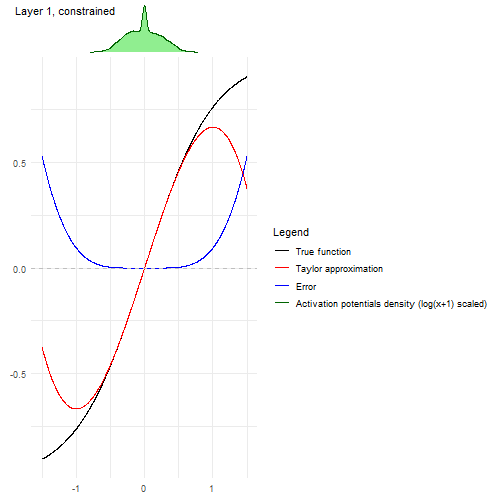 Layer 1, constrained
0.5
0.0
-0.5
-1
0
1
Legend
True function
Taylor approximation
Error
Activation potentials density (log(x+1) scaled)